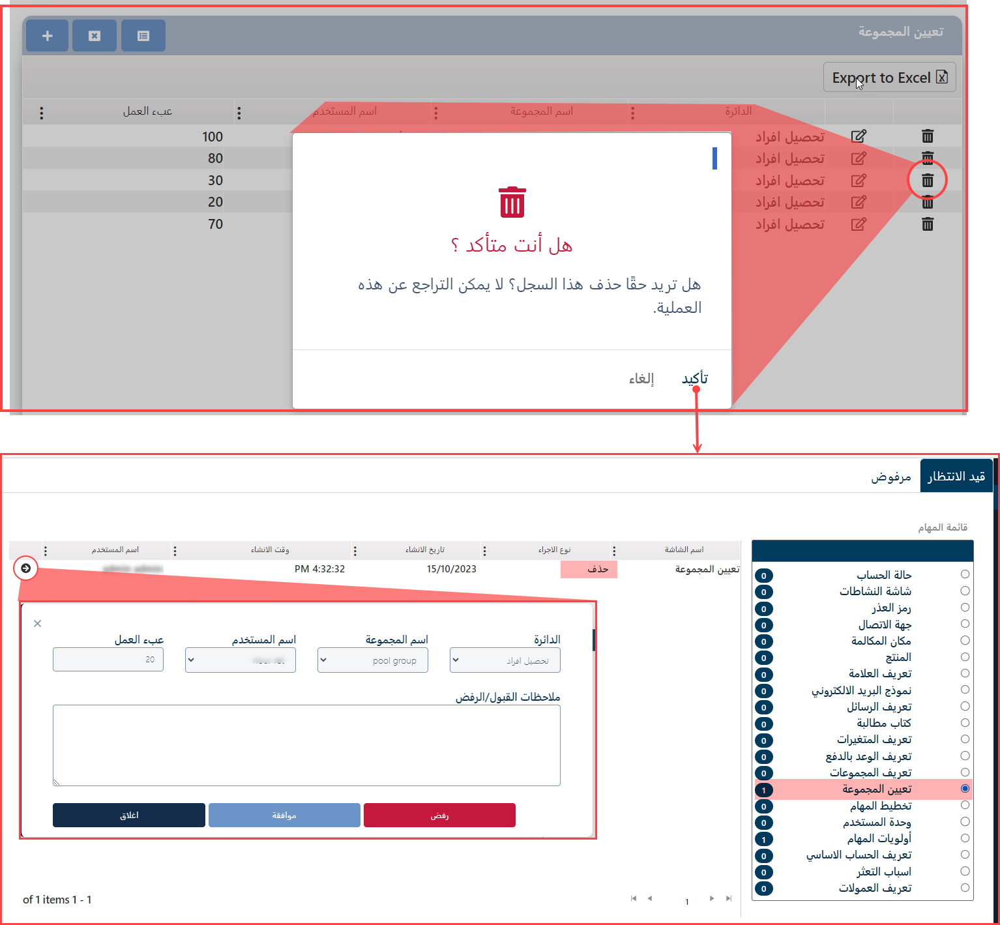 تعيين المجموعة
Export to Excel
الدائرة اسم المجموعة اسم المستخدم عبء العمل
تحصيل افراد 100
تحصيل افراد 80
تحصيل افراد 30
تحصيل افراد 20
تحصيل افراد 70
هل أنت متأكد ؟
هل تريد حقًا حذف هذا السجل؟ لا يمكن التراجع عن هذه
العملية.
تأكيد إلغاء
قيد الانتظار مرفوض
قائمة المهام
حالة الحساب 0
شاشة النشاطات 0
رمز العذر 0
جهة الاتصال 0
مكان المكالمة 0
المنتج 0
تعريف العلامة 0
نموذج البريد الالكتروني 0
تعريف الرسائل 0
كتاب مطالبة 0
تعريف المتغيرات 0
تعريف الوعد بالدفع 0
تعريف المجموعات 0
تعيين المجموعة 1
تخطيط المهام 0
وحدة المستخدم 0
أولويات المهام 1
تعريف الحساب الاساسي 0
اسباب التعثر 0
تعريف العمولات 0
اسم الشاشة نوع الاجراء تاريخ الانشاء وقت الانشاء اسم المستخدم
تعيين المجموعة حذف 15/10/2023 PM 4:32:32
الدائرة اسم المجموعة اسم المستخدم عبء العمل
تحصيل افراد pool group 20
ملاحظات القبول/الرفض
رفض موافقة اغلاق
1
of 1 items 1 - 1